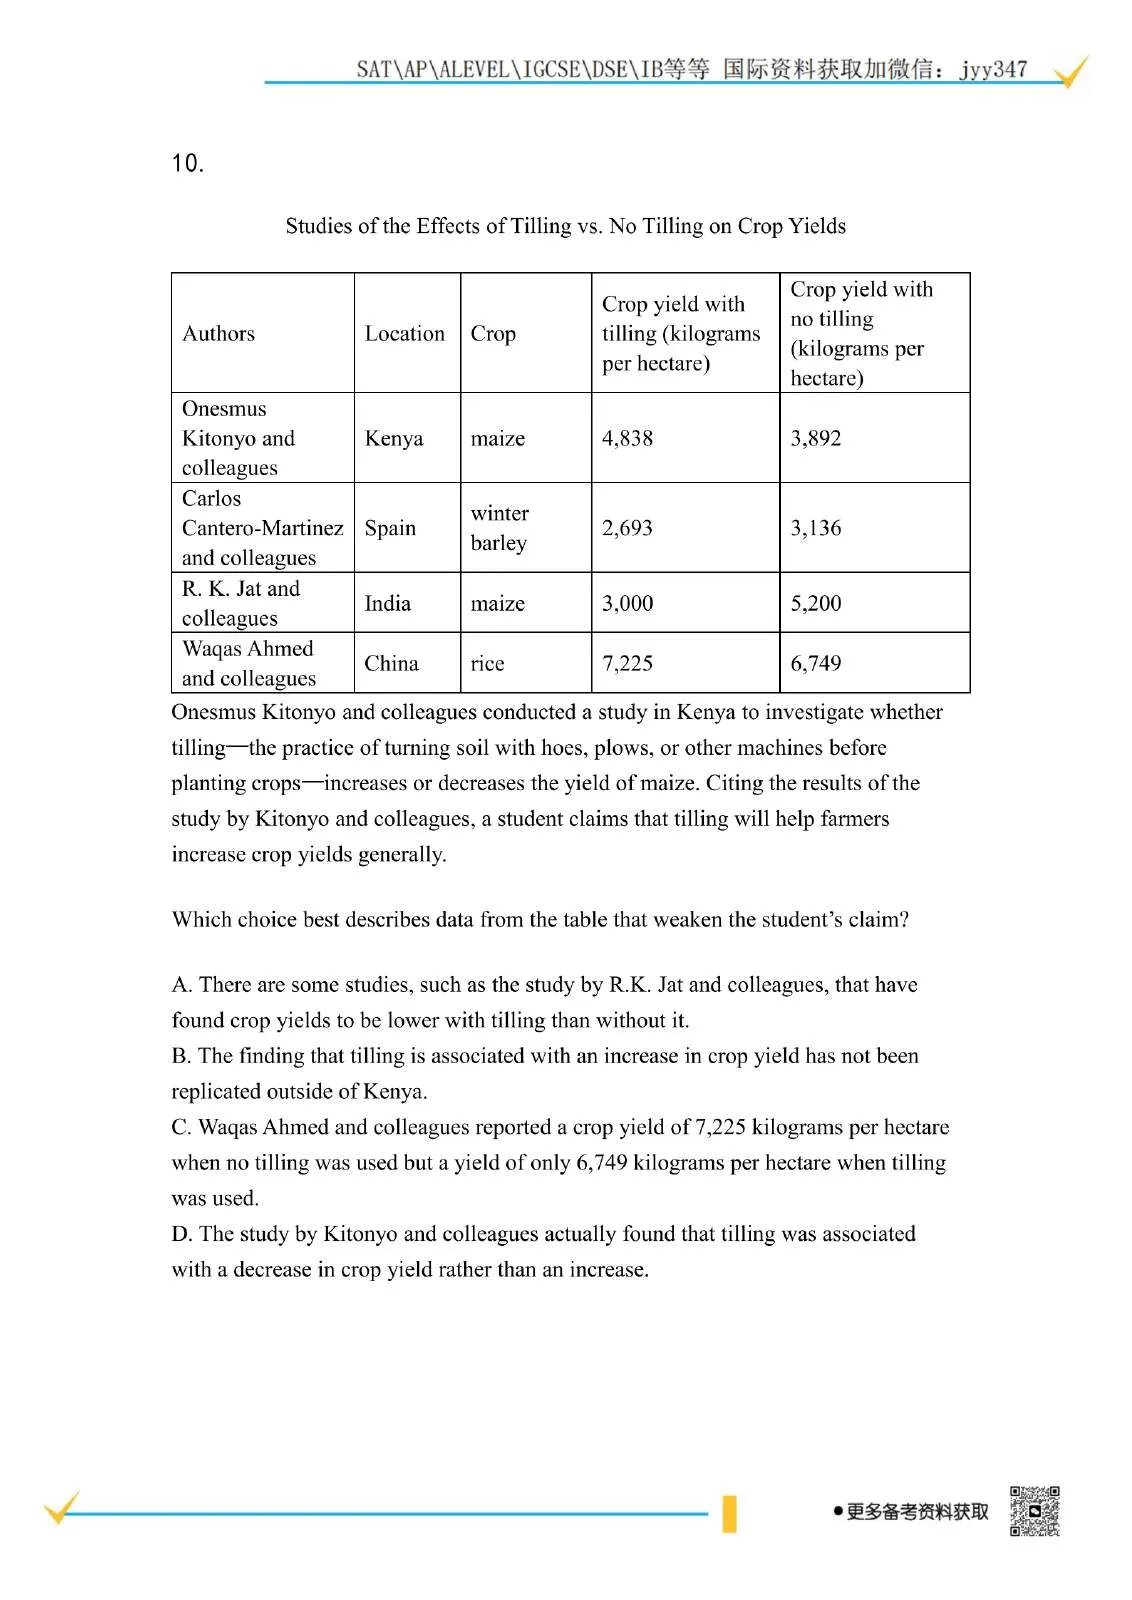 SAT\AP\ALEVEL\IGCSE\DSE\IB等等 国际资料获取加微信：jyy347
10.
Studies of the Effects of Tilling vs. No Tilling on Crop Yields
Authors
Location
Crop
Crop yield with
tilling (kilograms
per hectare)
Crop yield with
no tilling
(kilograms per
hectare)
Onesmus
Kitonyo and
colleagues
Kenya
maize
4,838
3,892
Carlos
Cantero-Martinez
and colleagues
Spain
winter
barley
2,693
3,136
R. K. Jat and
colleagues
India
maize
3,000
5,200
Waqas Ahmed
and colleagues
China
rice
7,225
6,749
Onesmus Kitonyo and colleagues conducted a study in Kenya to investigate whether
tilling—the practice of turning soil with hoes, plows, or other machines before
planting crops—increases or decreases the yield of maize. Citing the results of the
study by Kitonyo and colleagues, a student claims that tilling will help farmers
increase crop yields generally.
Which choice best describes data from the table that weaken the student's claim?
A. There are some studies, such as the study by R.K. Jat and colleagues, that have
found crop yields to be lower with tilling than without it.
B. The finding that tilling is associated with an increase in crop yield has not been
replicated outside of Kenya.
C. Waqas Ahmed and colleagues reported a crop yield of 7,225 kilograms per hectare
when no tilling was used but a yield of only 6,749 kilograms per hectare when tilling
was used.
D. The study by Kitonyo and colleagues actually found that tilling was associated
with a decrease in crop yield rather than an increase.
●更多备考资料获取